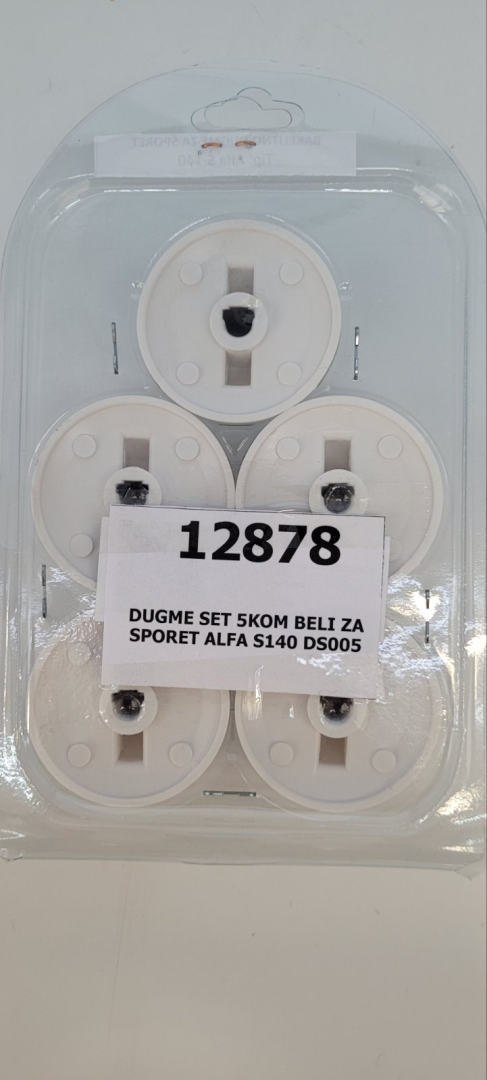 12878
DUGME SET 5KOM BELI ZA
SPORET ALFA S140 DS005